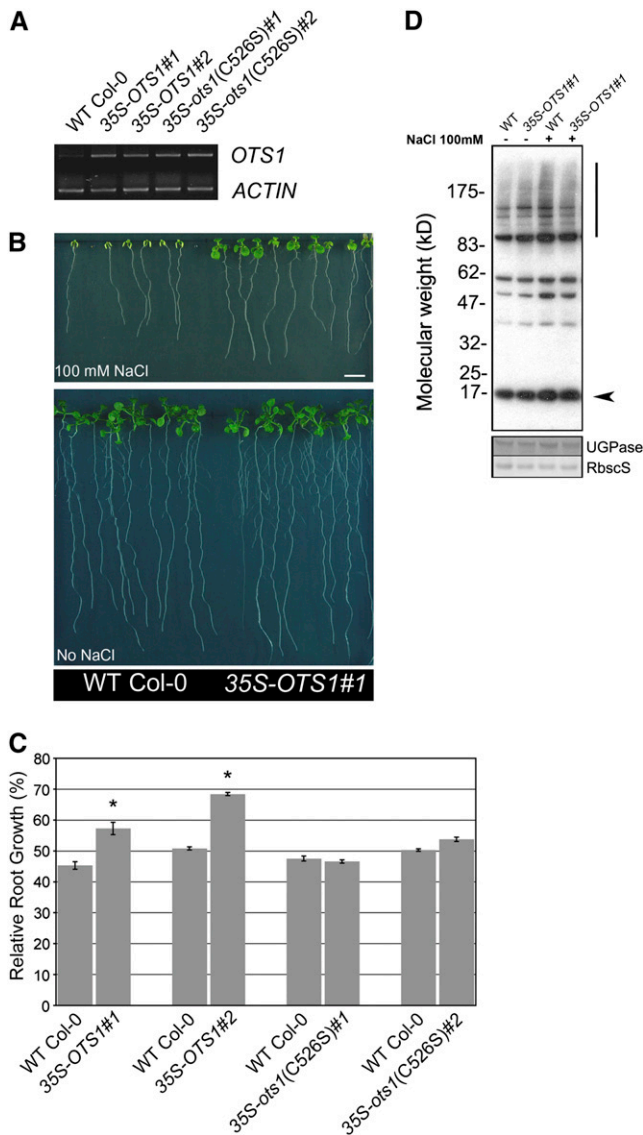 A
WT Col-0
35S-OTS1#1
35S-OTS1#2
35S-ots1(C526S)#1
35S-ots1(C526S)#2
OTS1
ACTIN
B
100 mM NaCl
No NaCl
WT Col-0 35S-OTS1#1
C
Relative Root Growth (%)
80
70
60
50
40
30
20
10
0
*
*
WT Col-0
35S-OTS1#1
WT Col-0
35S-OTS1#2
WT Col-0
35S-ots1(C526S)#1
WT Col-0
35S-ots1(C526S)#2
D
WT
35S-OTS1#1
WT
35S-OTS1#1
NaCl 100mM - - + +
Molecular weight (kD)
175-
83-
62-
47-
32-
25-
17-
UGPase
RbscS